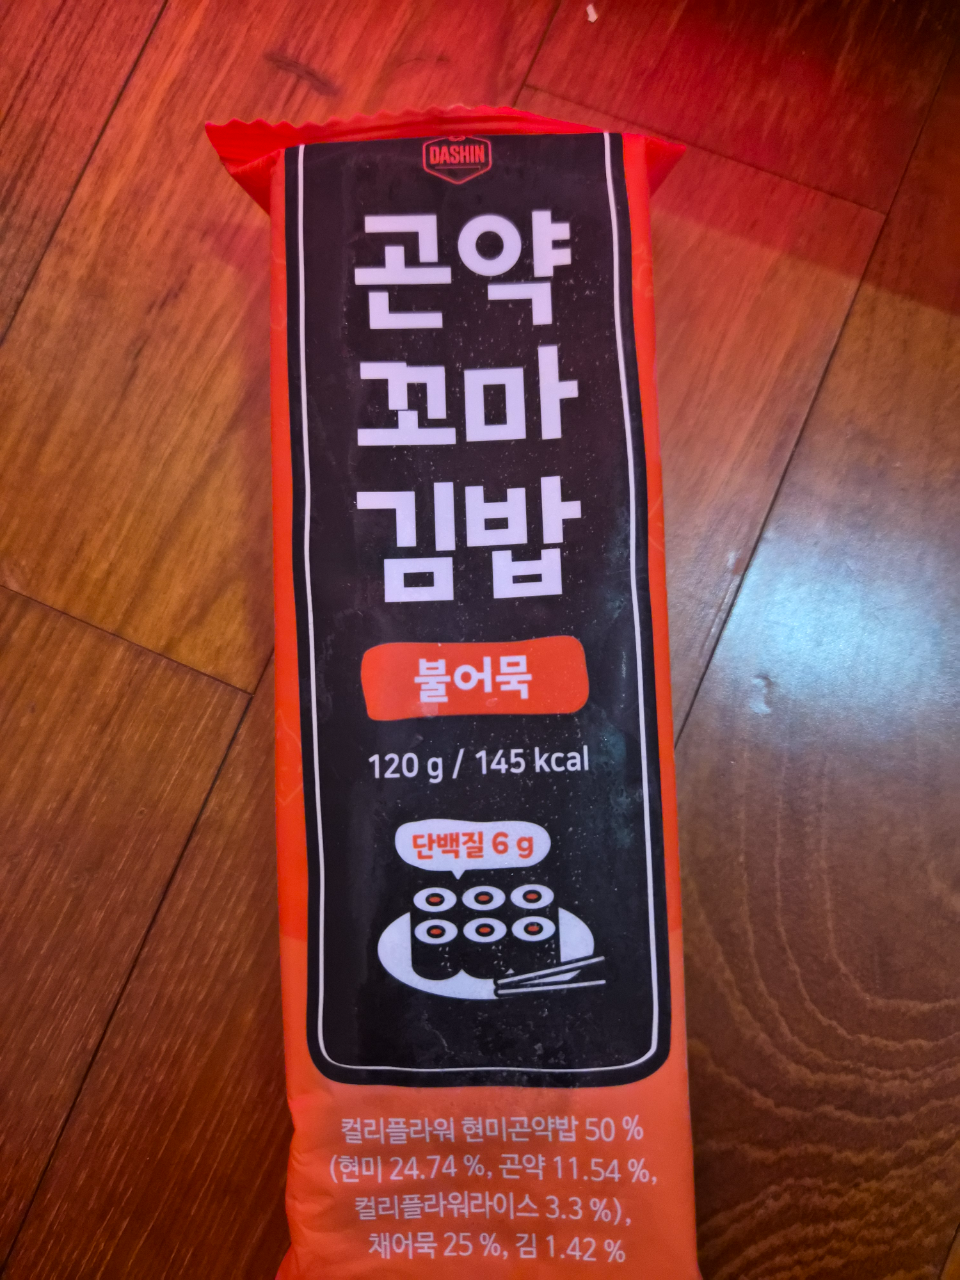 DASHIN
곤약
꼬마
김밥
불어묵
120 g / 145 kcal
단백질 6 g
컬리플라워 현미곤약밥 50 %
(현미 24.74 %, 곤약 11.54 %,
컬리플라워라이스 3.3 %),
채어묵 25 %, 김 1.42 %